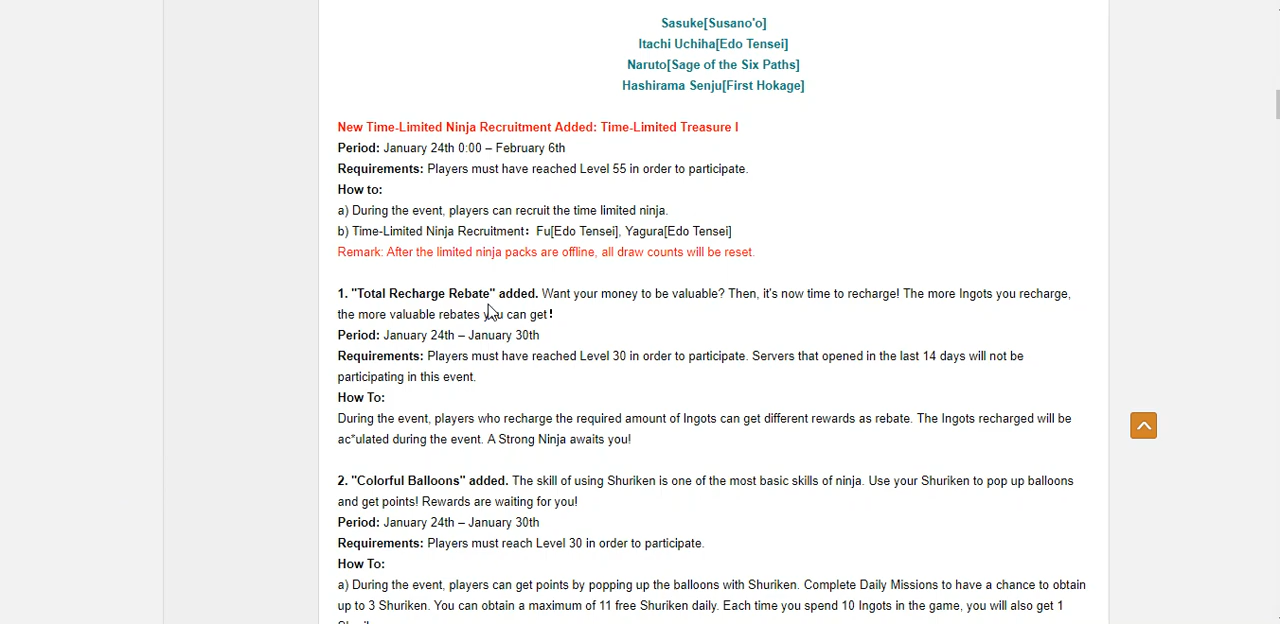 Sasuke[Susano'o]
Itachi Uchiha[Edo Tensei]
Naruto[Sage of the Six Paths]
Hashirama Senju[First Hokage]
New Time-Limited Ninja Recruitment Added: Time-Limited Treasure I
Period: January 24th 0:00 – February 6th
Requirements: Players must have reached Level 55 in order to participate.
How to:
a) During the event, players can recruit the time limited ninja.
b) Time-Limited Ninja Recruitment：Fu[Edo Tensei], Yagura[Edo Tensei]
Remark: After the limited ninja packs are offline, all draw counts will be reset.
1. "Total Recharge Rebate" added. Want your money to be valuable? Then, it's now time to recharge! The more Ingots you recharge,
the more valuable rebates you can get!
Period: January 24th – January 30th
Requirements: Players must have reached Level 30 in order to participate. Servers that opened in the last 14 days will not be
participating in this event.
How To:
During the event, players who recharge the required amount of Ingots can get different rewards as rebate. The Ingots recharged will be
ac*ulated during the event. A Strong Ninja awaits you!
2. "Colorful Balloons" added. The skill of using Shuriken is one of the most basic skills of ninja. Use your Shuriken to pop up balloons
and get points! Rewards are waiting for you!
Period: January 24th – January 30th
Requirements: Players must reach Level 30 in order to participate.
How To:
a) During the event, players can get points by popping up the balloons with Shuriken. Complete Daily Missions to have a chance to obtain
up to 3 Shuriken. You can obtain a maximum of 11 free Shuriken daily. Each time you spend 10 Ingots in the game, you will also get 1